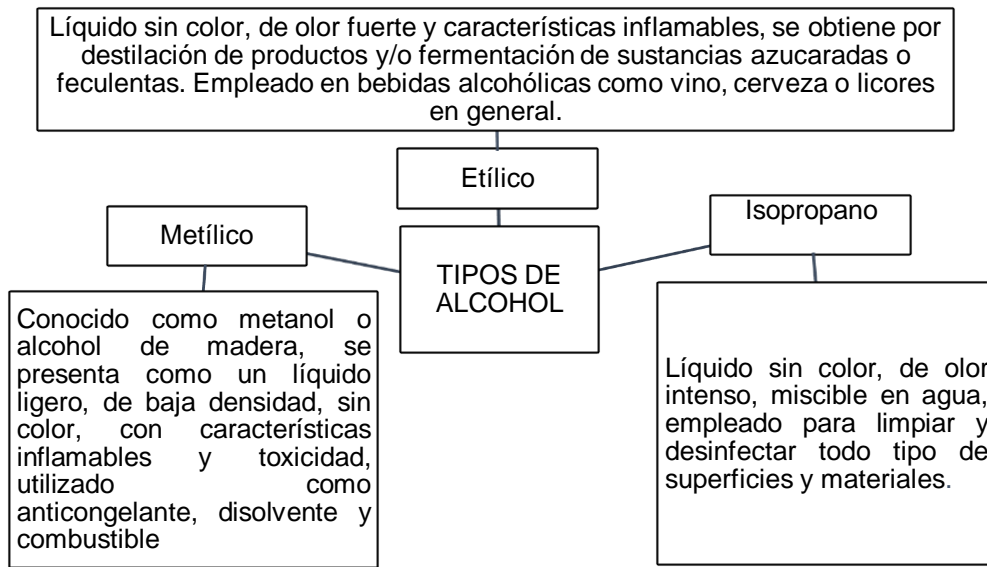 Líquido sin color, de olor fuerte y características inflamables, se obtiene por
destilación de productos y/o fermentación de sustancias azucaradas o
feculentas. Empleado en bebidas alcohólicas como vino, cerveza o licores
en general.
Etílico
Metílico
Isopropano
TIPOS DE
ALCOHOL
Conocido como metanol o
alcohol de madera, se
presenta como un líquido
ligero, de baja densidad, sin
color, con características
inflamables y toxicidad,
utilizado como
anticongelante, disolvente y
combustible
Líquido sin color, de olor
intenso, miscible en agua,
empleado para limpiar y
desinfectar todo tipo de
superficies y materiales.